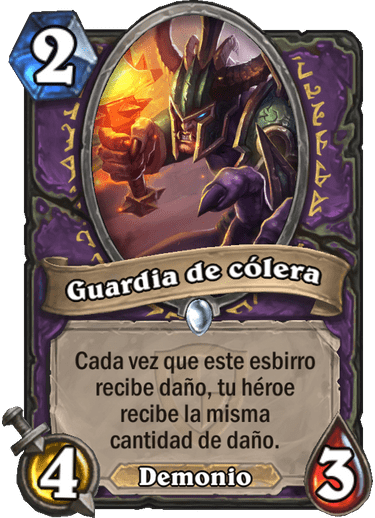 2
Guardia de cólera
Cada vez que este esbirro
recibe daño, tu héroe
recibe la misma
cantidad de daño.
4
Demonio
3